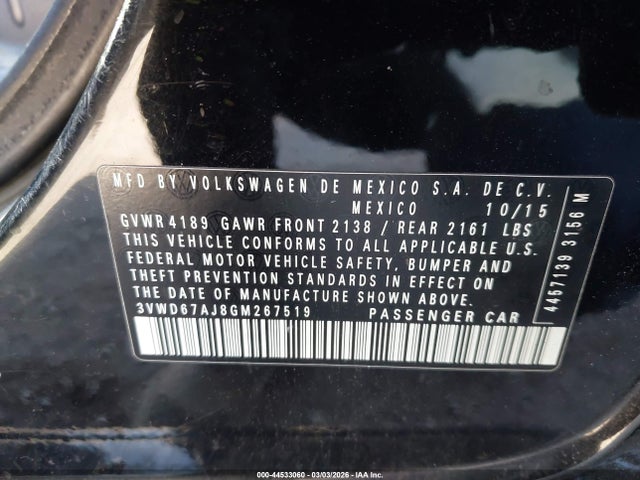 MFD BY VOLKSWAGEN DE MEXICO S.A. DE C.V.
MEXICO 10/15
GVWR 4189 GAWR FRONT 2138 / REAR 2161 LBS
THIS VEHICLE CONFORMS TO ALL APPLICABLE U.S.
FEDERAL MOTOR VEHICLE SAFETY, BUMPER AND
THEFT PREVENTION STANDARDS IN EFFECT ON
THE DATE OF MANUFACTURE SHOWN ABOVE.
3VWD67AJ8GM267519 PASSENGER CAR
4457139 3156 M
000-44533060 - 03/03/2026 - IAA Inc.